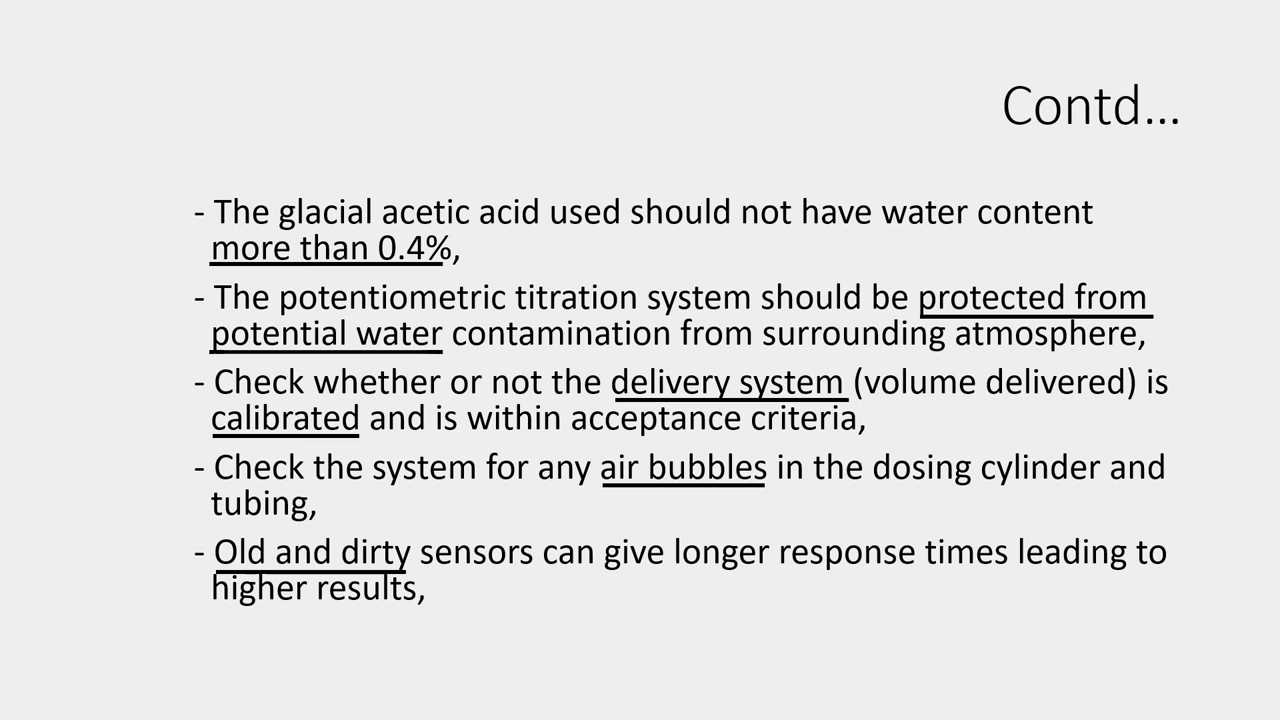 Contd...
- The glacial acetic acid used should not have water content
more than 0.4%,
- The potentiometric titration system should be protected from
potential water contamination from surrounding atmosphere,
- Check whether or not the delivery system (volume delivered) is
calibrated and is within acceptance criteria,
- Check the system for any air bubbles in the dosing cylinder and
tubing,
- Old and dirty sensors can give longer response times leading to
higher results,